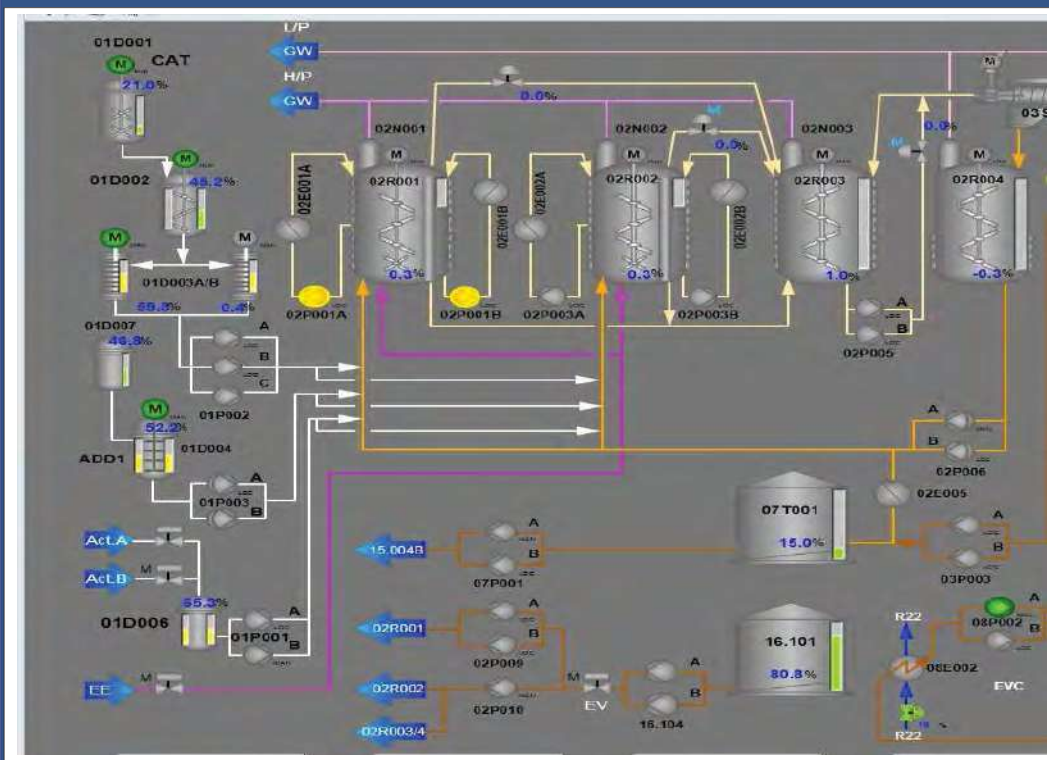 L/P
GW
H/P
GW
01D001
M
CAT
21.0%
M
01D002
45.2%
M
M
01D003A/B
0.4%
01D007
46.8%
A
B
C
01P002
M
52.2%
01D004
ADD1
A
01P003
B
Act.A
Act.B
M
01D006
A
01P001
B
EE
M
0.0%
02N001
M
02R001
02E001A
02E001B
0.3%
02P001A
02P001B
02N002
M
0.0%
M
02R002
02E002A
02E002B
0.3%
02P003A
02P003B
02N003
M
02R003
1.0%
A
B
02P005
M
0.0%
M
M
02R004
-0.3%
A
B
02P006
02E005
07T001
15.0%
A
B
03P003
15.004B
A
B
07P001
02R001
A
B
02P009
02R002
02P010
02R003/4
M
EV
A
B
16.104
16.101
80.8%
R22
A
08P002
B
08E002
EVC
R22